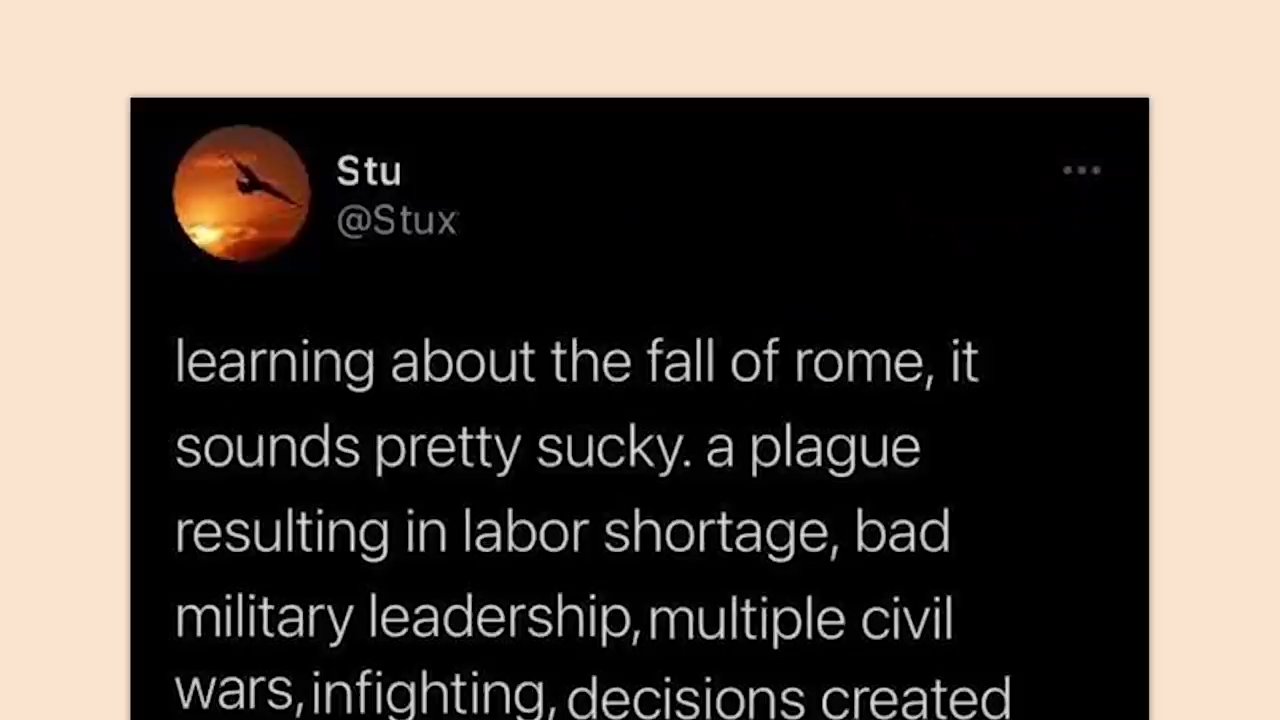 Stu
@Stux
learning about the fall of rome, it
sounds pretty sucky. a plague
resulting in labor shortage, bad
military leadership, multiple civil
wars, infighting, decisions created